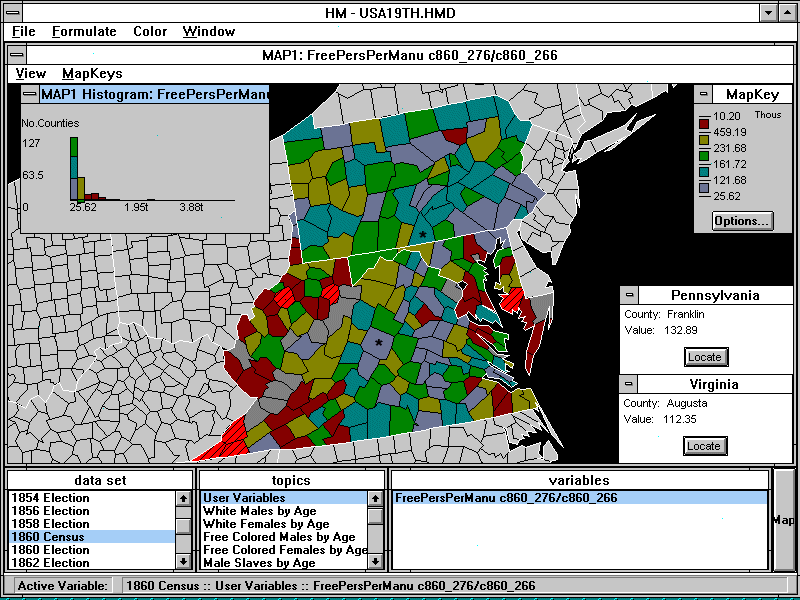 HM - USA19TH.HMD
File Formulate Color Window
MAP1: FreePersPerManu c860_276/c860_266
View MapKeys
MAP1 Histogram: FreePersPerManu
No.Counties
127
63.5
0
25.62 1.95t 3.88t
MapKey
10.20 Thous
459.19
231.68
161.72
121.68
25.62
Options...
*
*
Pennsylvania
County: Franklin
Value: 132.89
Locate
Virginia
County: Augusta
Value: 112.35
Locate
data set
1854 Election
1856 Election
1858 Election
1860 Census
1860 Election
1862 Election
topics
User Variables
White Males by Age
White Females by Age
Free Colored Males by Age
Free Colored Females by Age
Male Slaves by Age
variables
FreePersPerManu c860_276/c860_266
Map
Active Variable: 1860 Census :: User Variables :: FreePersPerManu c860_276/c860_266